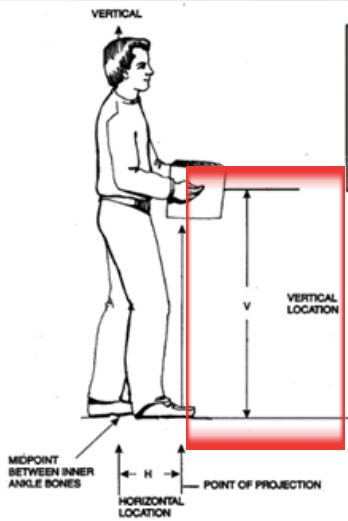 VERTICAL
V
VERTICAL
LOCATION
MIDPOINT
BETWEEN INNER
ANKLE BONES
H
POINT OF PROJECTION
HORIZONTAL
LOCATION